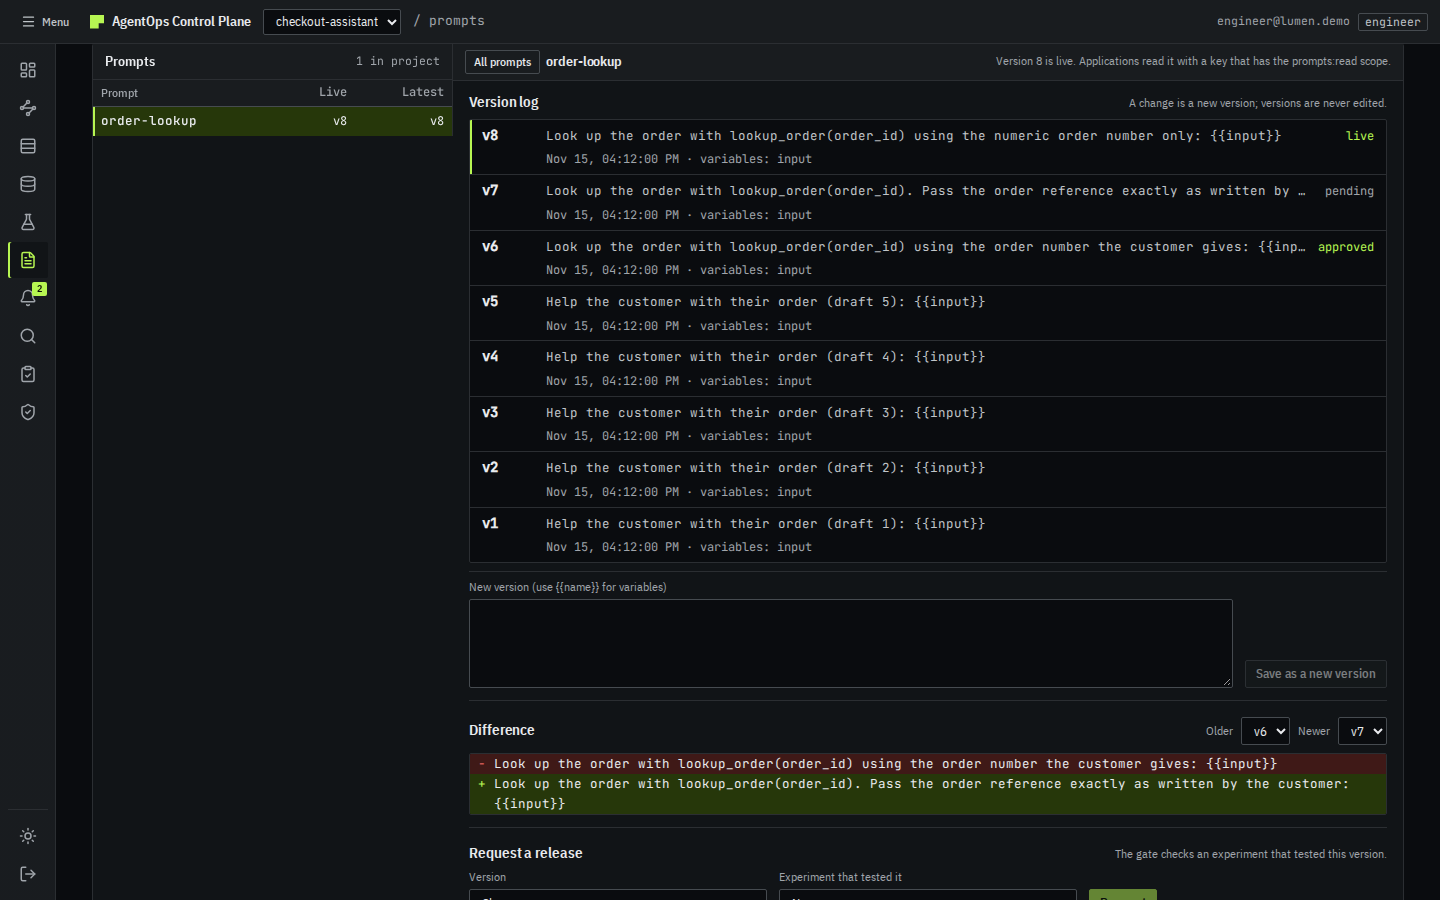 Menu AgentOps Control Plane checkout-assistant / prompts engineer@lumen.demo engineer
Prompts 1 in project
Prompt Live Latest
order-lookup v8 v8
2
All prompts order-lookup Version 8 is live. Applications read it with a key that has the prompts:read scope.
Version log A change is a new version; versions are never edited.
v8 Look up the order with lookup_order(order_id) using the numeric order number only: {{input}} live
Nov 15, 04:12:00 PM · variables: input
v7 Look up the order with lookup_order(order_id). Pass the order reference exactly as written by … pending
Nov 15, 04:12:00 PM · variables: input
v6 Look up the order with lookup_order(order_id) using the order number the customer gives: {{inp… approved
Nov 15, 04:12:00 PM · variables: input
v5 Help the customer with their order (draft 5): {{input}}
Nov 15, 04:12:00 PM · variables: input
v4 Help the customer with their order (draft 4): {{input}}
Nov 15, 04:12:00 PM · variables: input
v3 Help the customer with their order (draft 3): {{input}}
Nov 15, 04:12:00 PM · variables: input
v2 Help the customer with their order (draft 2): {{input}}
Nov 15, 04:12:00 PM · variables: input
v1 Help the customer with their order (draft 1): {{input}}
Nov 15, 04:12:00 PM · variables: input
New version (use {{name}} for variables)
Save as a new version
Difference Older v6 Newer v7
- Look up the order with lookup_order(order_id) using the order number the customer gives: {{input}}
+ Look up the order with lookup_order(order_id). Pass the order reference exactly as written by the customer:
{{input}}
Request a release The gate checks an experiment that tested this version.
Version Experiment that tested it